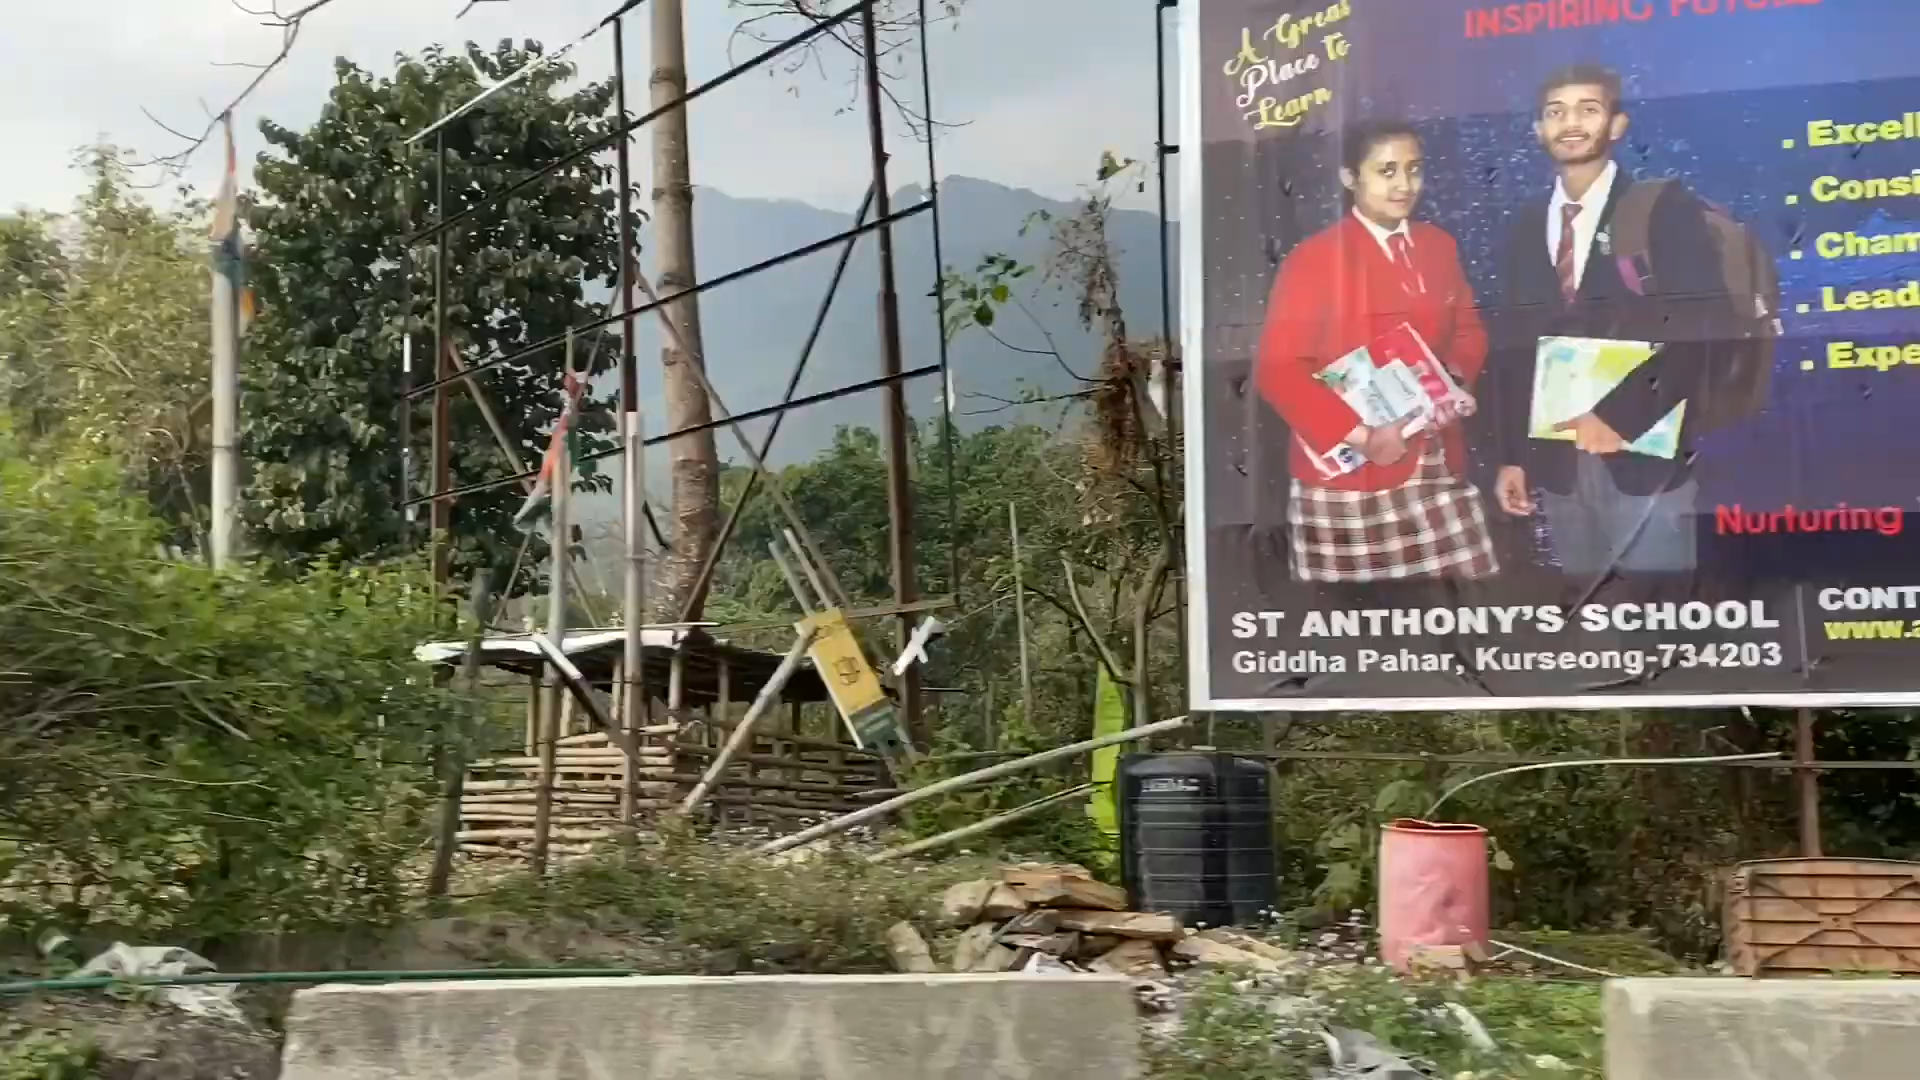 A Great
Place to
Learn
INSPIRING
. Excell
. Consi
. Cham
. Lead
. Expe
Nurturing
ST ANTHONY'S SCHOOL
Giddha Pahar, Kurseong-734203
CONT
www.a